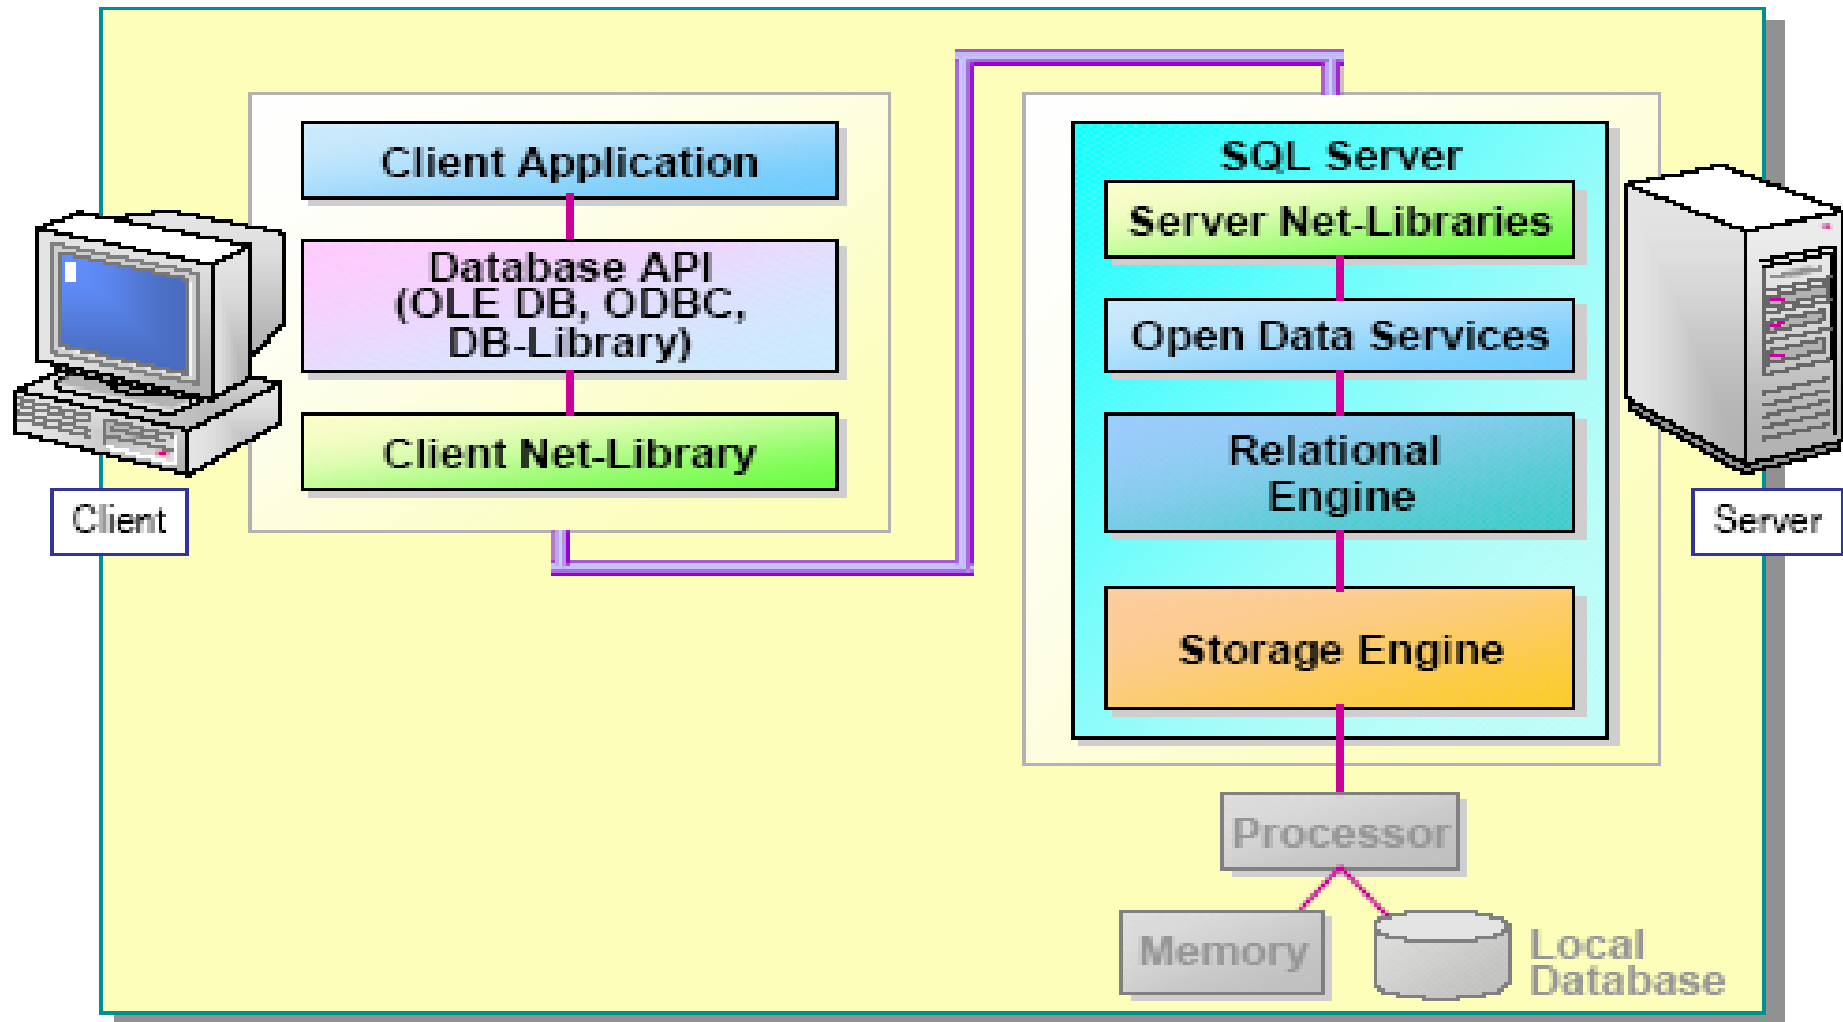 Client Application
Database API
(OLE DB, ODBC,
DB-Library)
Client Net-Library
Client
SQL Server
Server Net-Libraries
Open Data Services
Relational
Engine
Storage Engine
Server
Processor
Memory
Local
Database